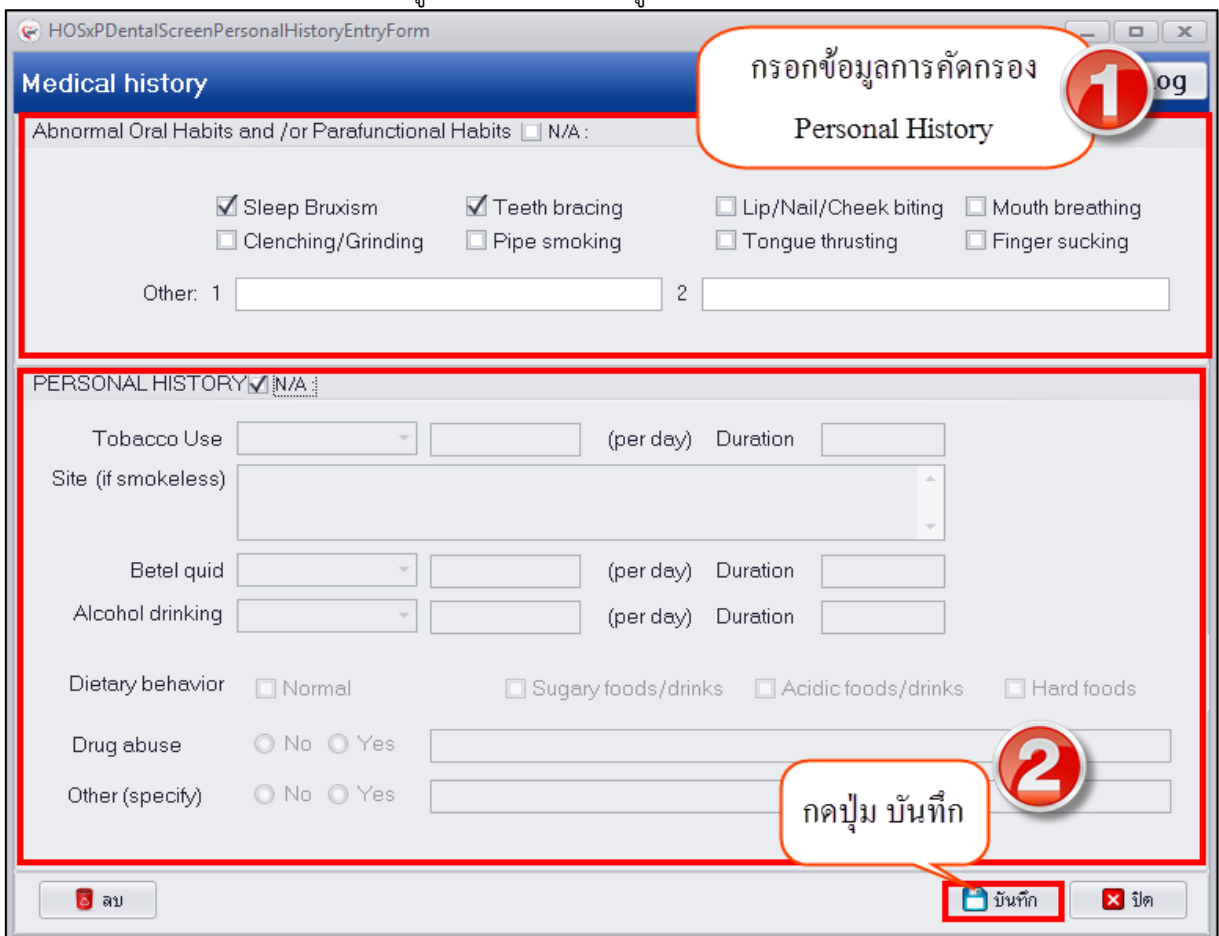 HOSxPDentalScreenPersonalHistoryEntryForm
กรอกข้อมูลการคัดกรอง
Personal History
1
Medical history
og
Abnormal Oral Habits and /or Parafunctional Habits N/A :
Sleep Bruxism Teeth bracing Lip/Nail/Cheek biting Mouth breathing
Clenching/Grinding Pipe smoking Tongue thrusting Finger sucking
Other: 1 2
PERSONAL HISTORY N/A :
Tobacco Use (per day) Duration
Site (if smokeless)
Betel quid (per day) Duration
Alcohol drinking (per day) Duration
Dietary behavior Normal Sugary foods/drinks Acidic foods/drinks Hard foods
Drug abuse No Yes
2
Other (specify) No Yes
กดปุ่ม บันทึก
ลบ บันทึก ปิด